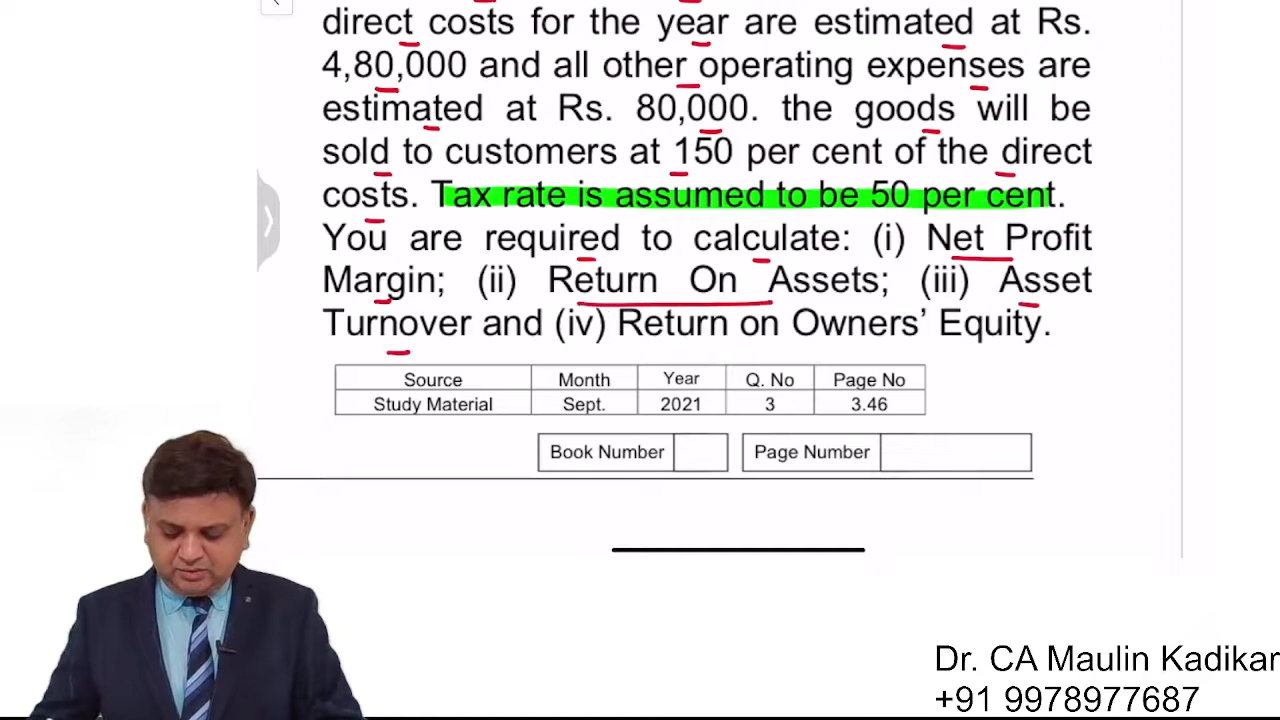 direct costs for the year are estimated at Rs.
4,80,000 and all other operating expenses are
estimated at Rs. 80,000. the goods will be
sold to customers at 150 per cent of the direct
costs. Tax rate is assumed to be 50 per cent.
You are required to calculate: (i) Net Profit
Margin; (ii) Return On Assets; (iii) Asset
Turnover and (iv) Return on Owners’ Equity.
Source Month Year Q. No Page No
Study Material Sept. 2021 3 3.46
Book Number Page Number
Dr. CA Maulin Kadikar
+91 9978977687